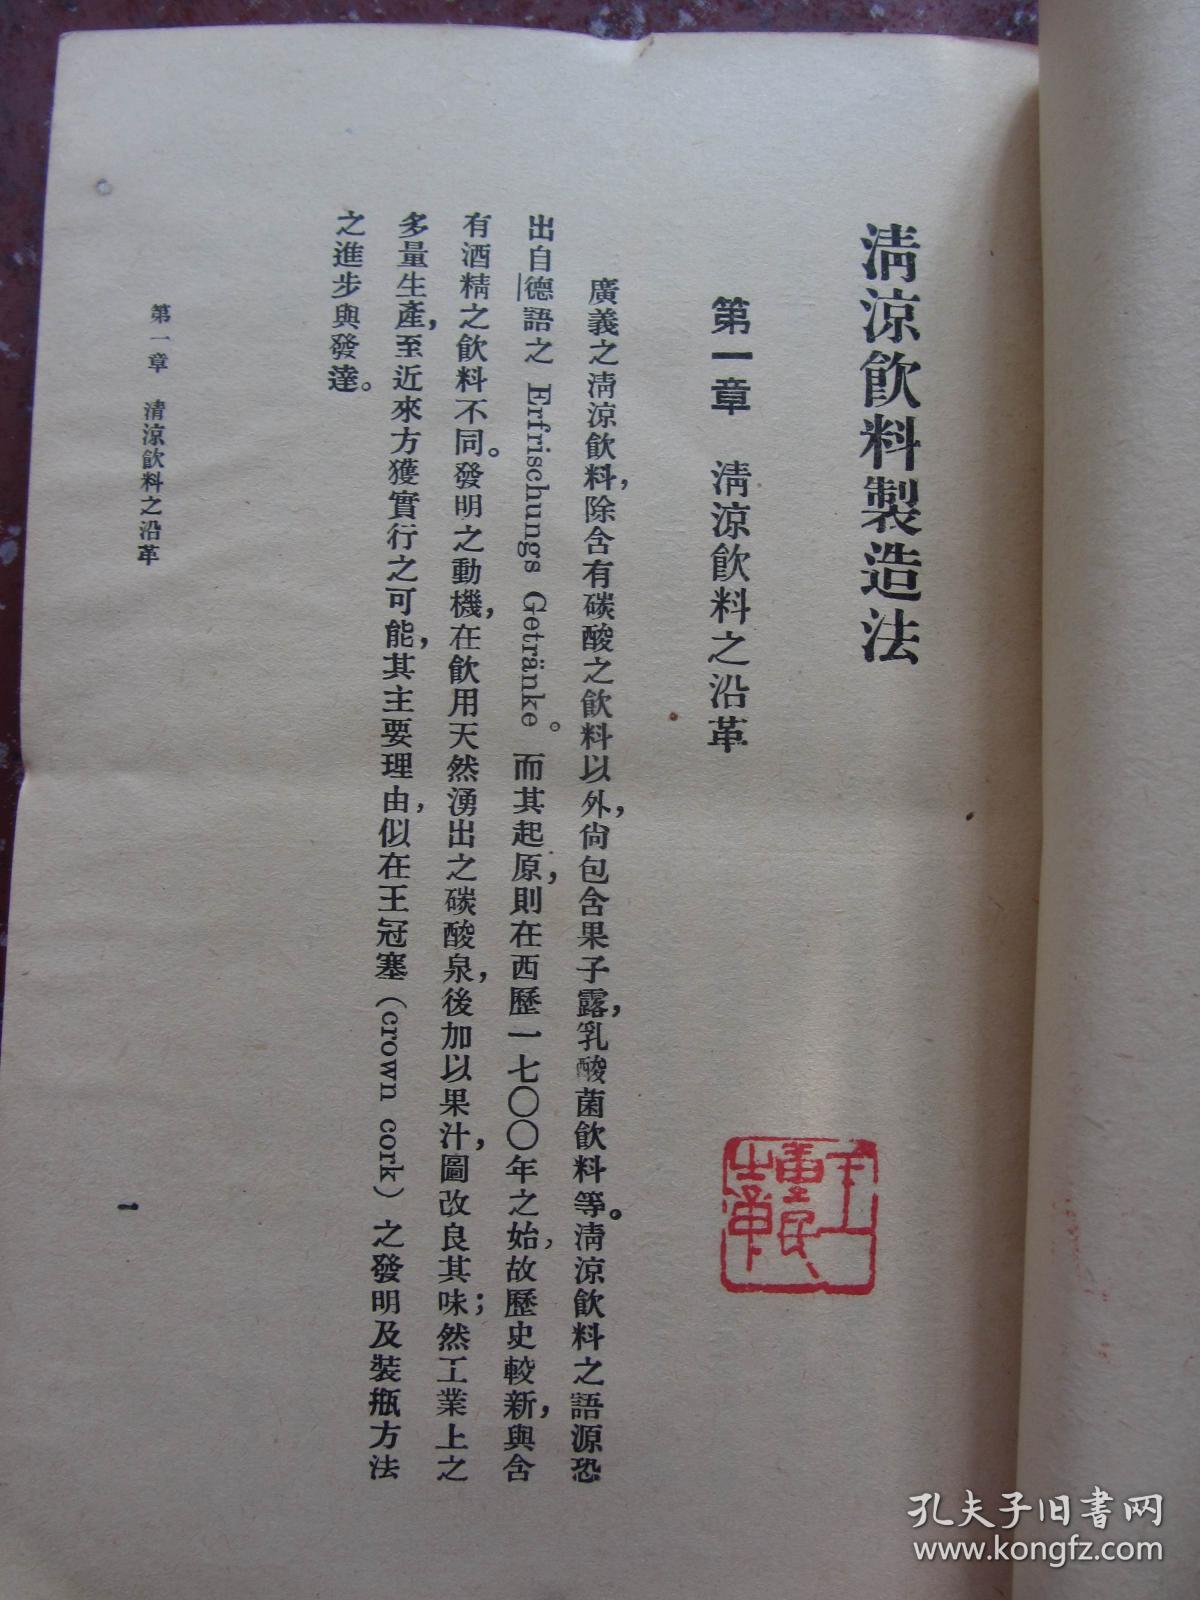 清涼飲料製造法
第一章　清涼飲料之沿革
廣義之清涼飲料，除含有碳酸之飲料以外，尙包含果子露，乳酸菌飲料等。清涼飲料之語源恐
出自德語之 Erfrischungs Getränke。而其起原，則在西歷一七〇〇年之始，故歷史較新，與含
有酒精之飲料不同。發明之動機，在飲用天然湧出之碳酸泉，後加以果汁，圖改良其味；然工業上之
多量生產，至近來方獲實行之可能，其主要理由，似在王冠塞（crown cork）之發明及裝瓶方法
之進步與發達。
第一章　清涼飲料之沿革
一
孔夫子旧书网
www.kongfz.com